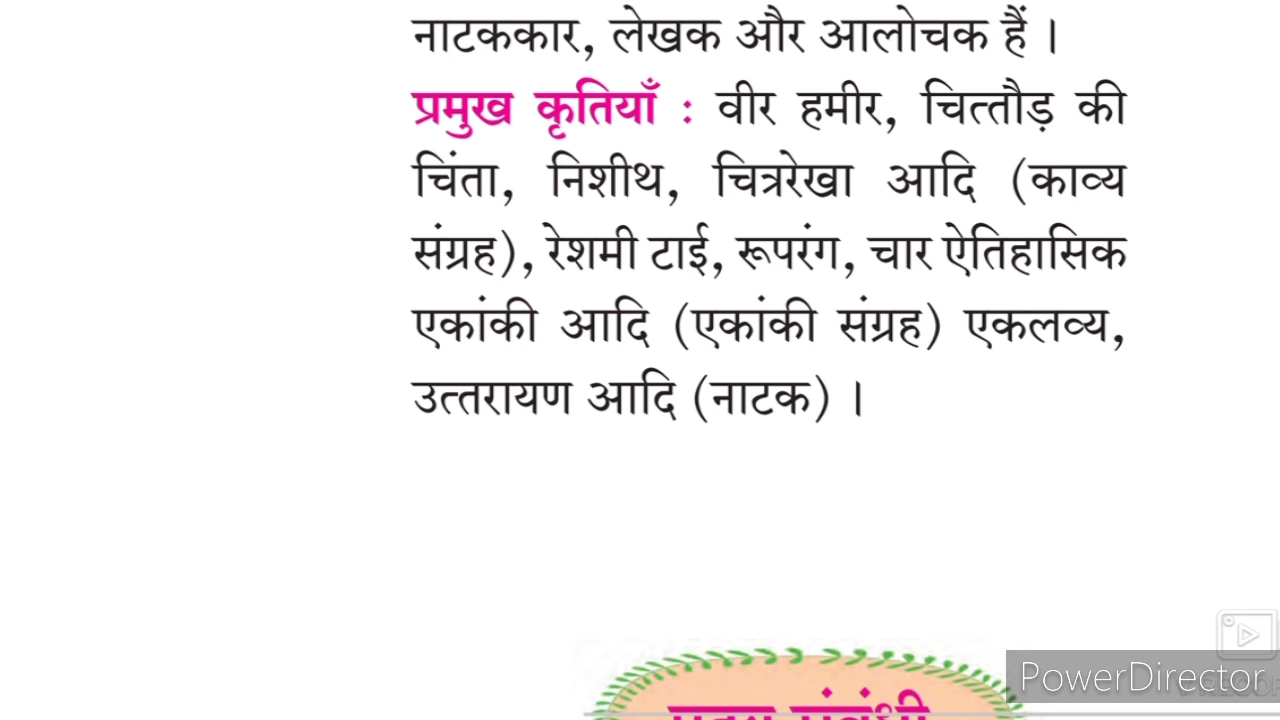 नाटककार, लेखक और आलोचक हैं ।
प्रमुख कृतियाँ : वीर हमीर, चित्तौड़ की
चिंता, निशीथ, चित्ररेखा आदि (काव्य
संग्रह), रेशमी टाई, रूपरंग, चार ऐतिहासिक
एकांकी आदि (एकांकी संग्रह) एकलव्य,
उत्तरायण आदि (नाटक) ।
PowerDirector
संबंधी